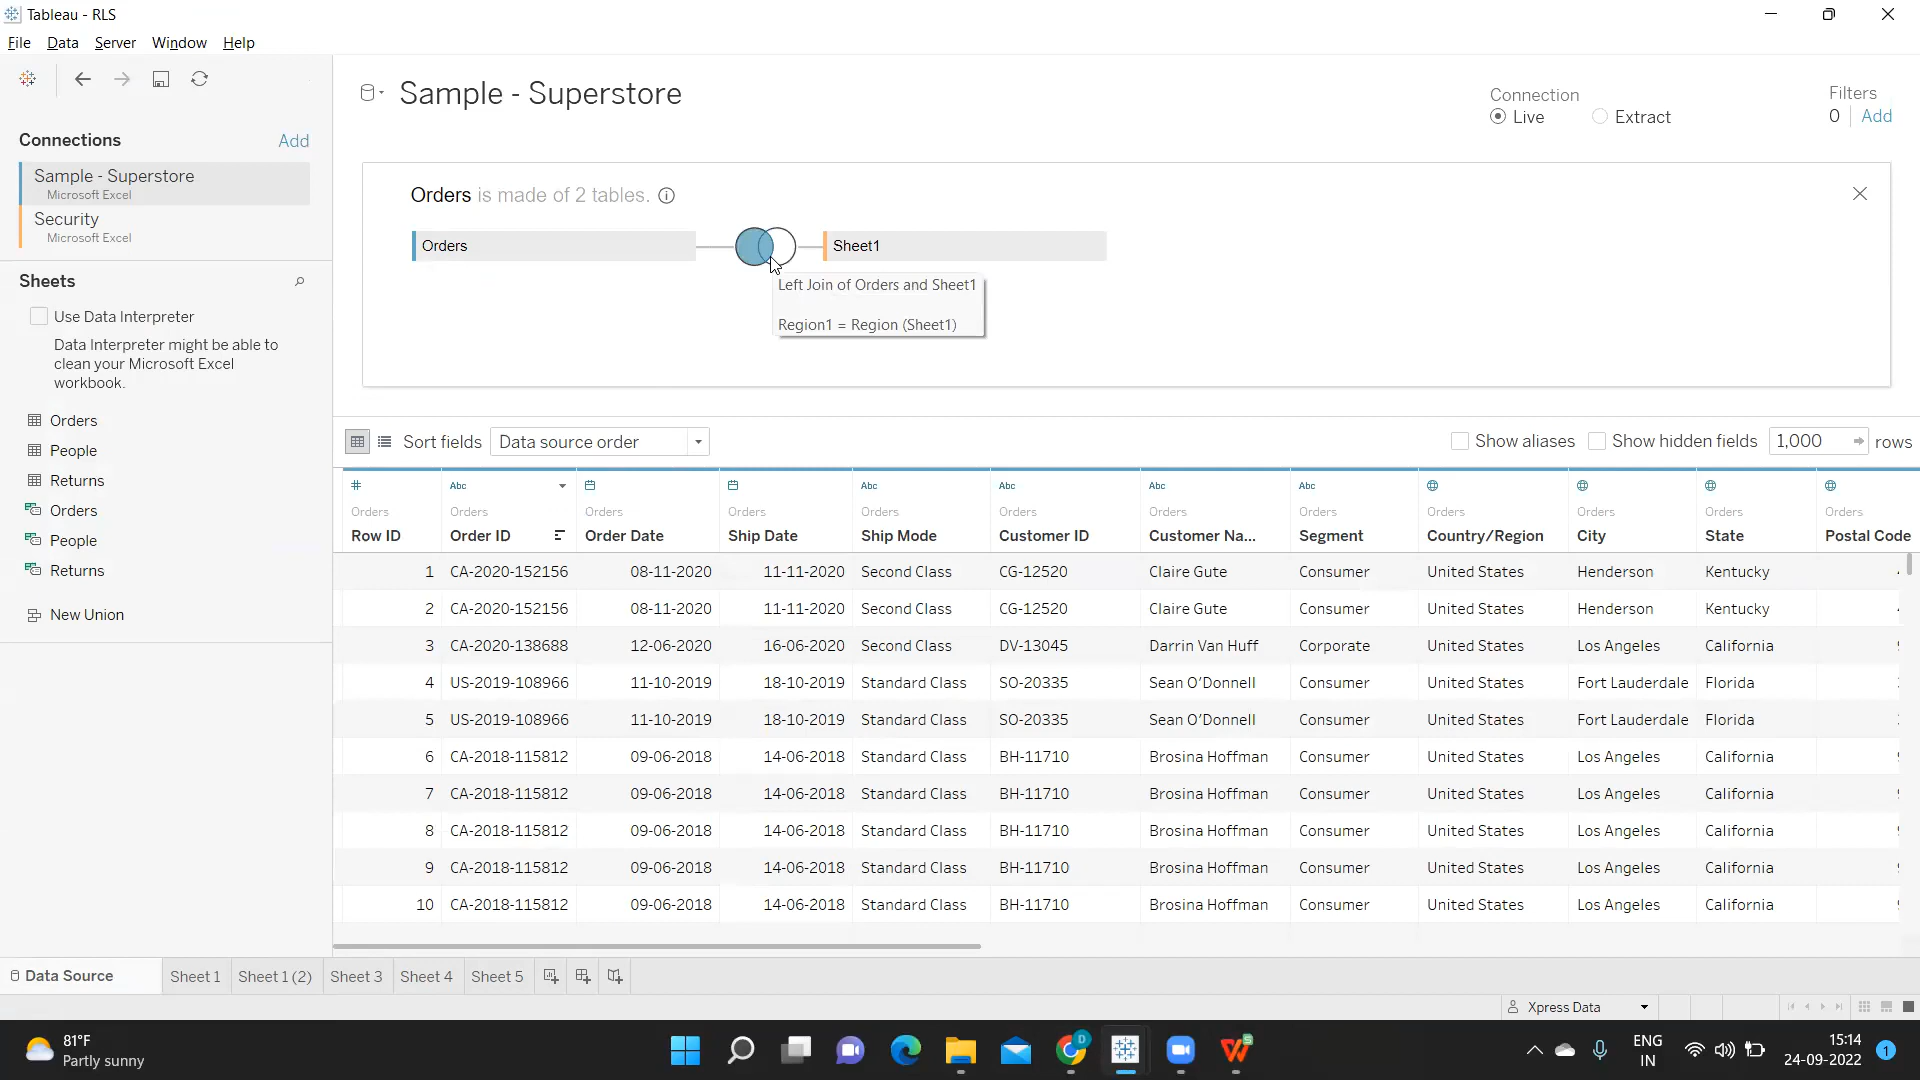 Tableau - RLS
File Data Server Window Help
Connections Add
Sample - Superstore
Microsoft Excel
Security
Microsoft Excel
Sheets
Use Data Interpreter
Data Interpreter might be able to
clean your Microsoft Excel
workbook.
Orders
People
Returns
Orders
People
Returns
New Union
Sample - Superstore
Connection
Live Extract
Filters
0 Add
Orders is made of 2 tables.
Orders Sheet1
Left Join of Orders and Sheet1
Region1 = Region (Sheet1)
Sort fields Data source order Show aliases Show hidden fields 1,000 rows
# Abc Abc Abc Abc Abc
Orders Orders Orders Orders Orders Orders Orders Orders Orders Orders Orders Orders
Row ID Order ID Order Date Ship Date Ship Mode Customer ID Customer Na... Segment Country/Region City State Postal Code
1 CA-2020-152156 08-11-2020 11-11-2020 Second Class CG-12520 Claire Gute Consumer United States Henderson Kentucky
2 CA-2020-152156 08-11-2020 11-11-2020 Second Class CG-12520 Claire Gute Consumer United States Henderson Kentucky
3 CA-2020-138688 12-06-2020 16-06-2020 Second Class DV-13045 Darrin Van Huff Corporate United States Los Angeles California
4 US-2019-108966 11-10-2019 18-10-2019 Standard Class SO-20335 Sean O'Donnell Consumer United States Fort Lauderdale Florida
5 US-2019-108966 11-10-2019 18-10-2019 Standard Class SO-20335 Sean O'Donnell Consumer United States Fort Lauderdale Florida
6 CA-2018-115812 09-06-2018 14-06-2018 Standard Class BH-11710 Brosina Hoffman Consumer United States Los Angeles California
7 CA-2018-115812 09-06-2018 14-06-2018 Standard Class BH-11710 Brosina Hoffman Consumer United States Los Angeles California
8 CA-2018-115812 09-06-2018 14-06-2018 Standard Class BH-11710 Brosina Hoffman Consumer United States Los Angeles California
9 CA-2018-115812 09-06-2018 14-06-2018 Standard Class BH-11710 Brosina Hoffman Consumer United States Los Angeles California
10 CA-2018-115812 09-06-2018 14-06-2018 Standard Class BH-11710 Brosina Hoffman Consumer United States Los Angeles California
Data Source Sheet 1 Sheet 1 (2) Sheet 3 Sheet 4 Sheet 5
Xpress Data
81°F
Partly sunny
ENG
IN
15:14
24-09-2022
1